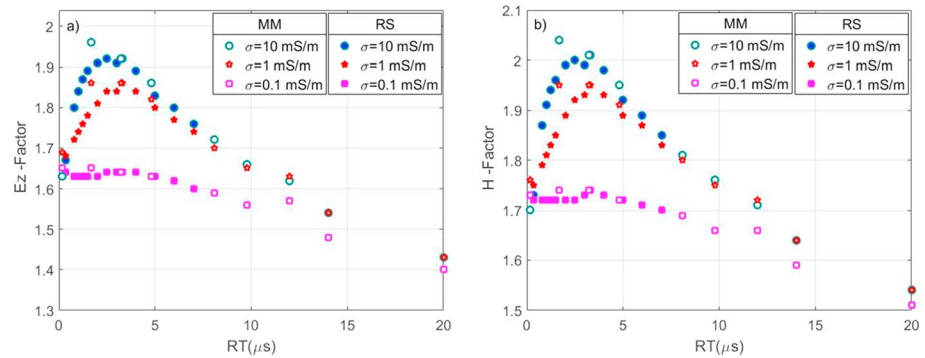 a)
MM RS
σ=10 mS/m σ=10 mS/m
σ=1 mS/m σ=1 mS/m
σ=0.1 mS/m σ=0.1 mS/m
2
1.9
1.8
1.7
1.6
1.5
1.4
1.3
Ez -Factor
0 5 10 15 20
RT(μs)
b)
MM RS
σ=10 mS/m σ=10 mS/m
σ=1 mS/m σ=1 mS/m
σ=0.1 mS/m σ=0.1 mS/m
2.1
2
1.9
1.8
1.7
1.6
1.5
H -Factor
0 5 10 15 20
RT(μs)